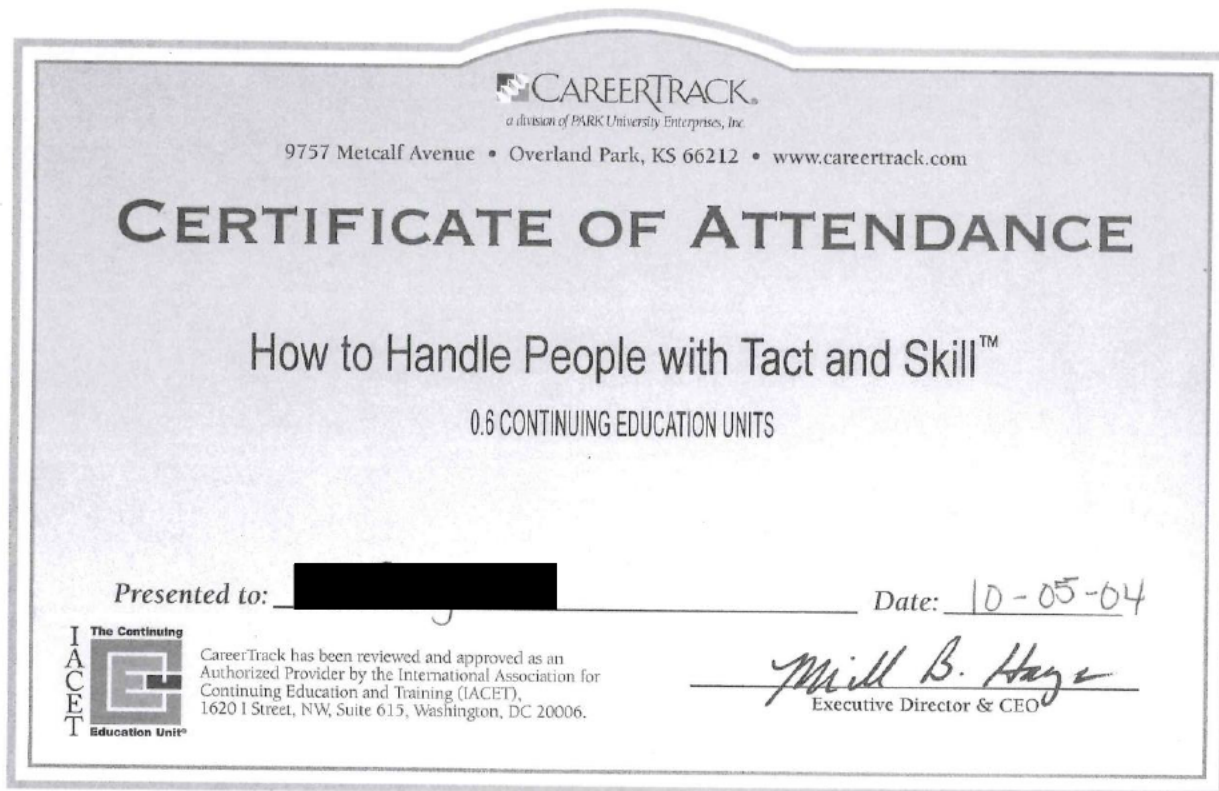 CAREERTRACK®
a division of PARK University Enterprises, Inc.
9757 Metcalf Avenue • Overland Park, KS 66212 • www.careertrack.com
CERTIFICATE OF ATTENDANCE
How to Handle People with Tact and Skill™
0.6 CONTINUING EDUCATION UNITS
Presented to:
Date: 10-05-04
IACET
The Continuing
Education Unit®
CareerTrack has been reviewed and approved as an
Authorized Provider by the International Association for
Continuing Education and Training (IACET),
1620 I Street, NW, Suite 615, Washington, DC 20006.
B.
Executive Director & CEO